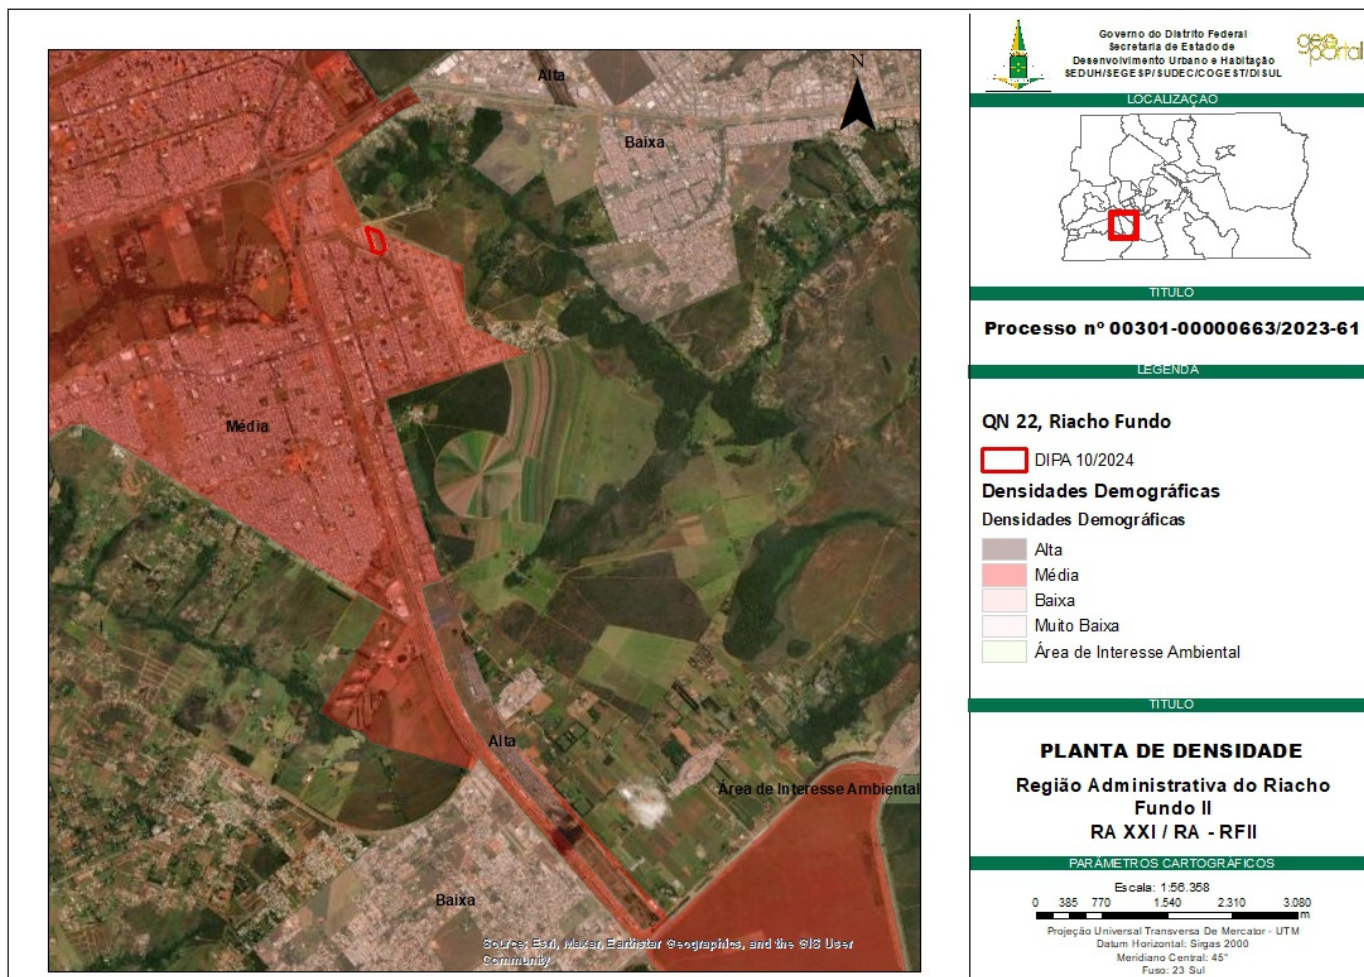 Alta
Baixa
N
Média
Alta
Área de Interesse Ambiental
Baixa
Source: Esri, Maxar, Earthstar Geographics, and the GIS User
Community
Governo do Distrito Federal
Secretaria de Estado de
Desenvolvimento Urbano e Habitação
SEDUH/SEGESP/SUDEC/COGEST/DISUL
geo
portal
LOCALIZAÇÃO
TITULO
Processo nº 00301-00000663/2023-61
LEGENDA
QN 22, Riacho Fundo
DIPA 10/2024
Densidades Demográficas
Densidades Demográficas
Alta
Média
Baixa
Muito Baixa
Área de Interesse Ambiental
TITULO
PLANTA DE DENSIDADE
Região Administrativa do Riacho
Fundo II
RA XXI / RA - RFII
PARÂMETROS CARTOGRÁFICOS
Escala: 1:56.358
0 385 770 1.540 2.310 3.080
m
Projeção Universal Transversa De Mercator - UTM
Datum Horizontal: Sirgas 2000
Meridiano Central: 45°
Fuso: 23 Sul